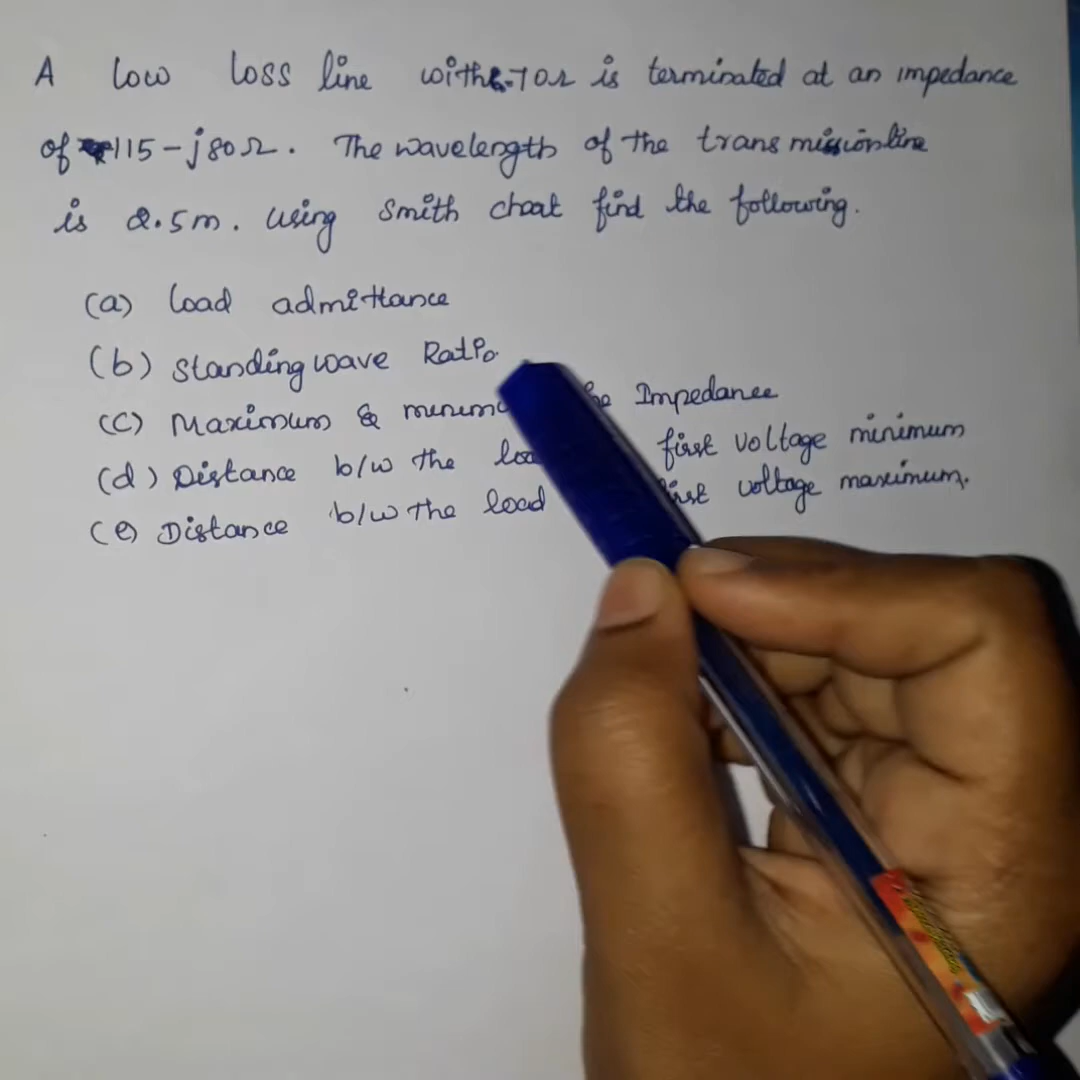 A low loss line with 70Ω is terminated at an impedance
of 115-j80Ω. The wavelength of the transmission line
is 2.5m. using smith chart find the following.
(a) load admittance
(b) Standing wave Ratio.
(c) Maximum & Impedance
(d) Distance b/w the first voltage minimum
(e) Distance b/w the load voltage maximum.